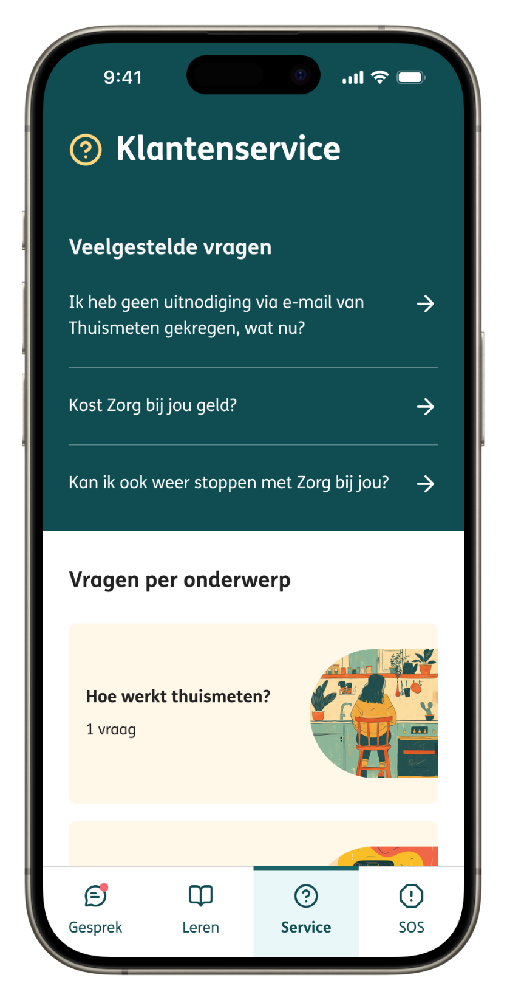 9:41
Klantenservice
Veelgestelde vragen
Ik heb geen uitnodiging via e-mail van
Thuismeten gekregen, wat nu?
Kost Zorg bij jou geld?
Kan ik ook weer stoppen met Zorg bij jou?
Vragen per onderwerp
Hoe werkt thuismeten?
1 vraag
Gesprek
Leren
Service
SOS